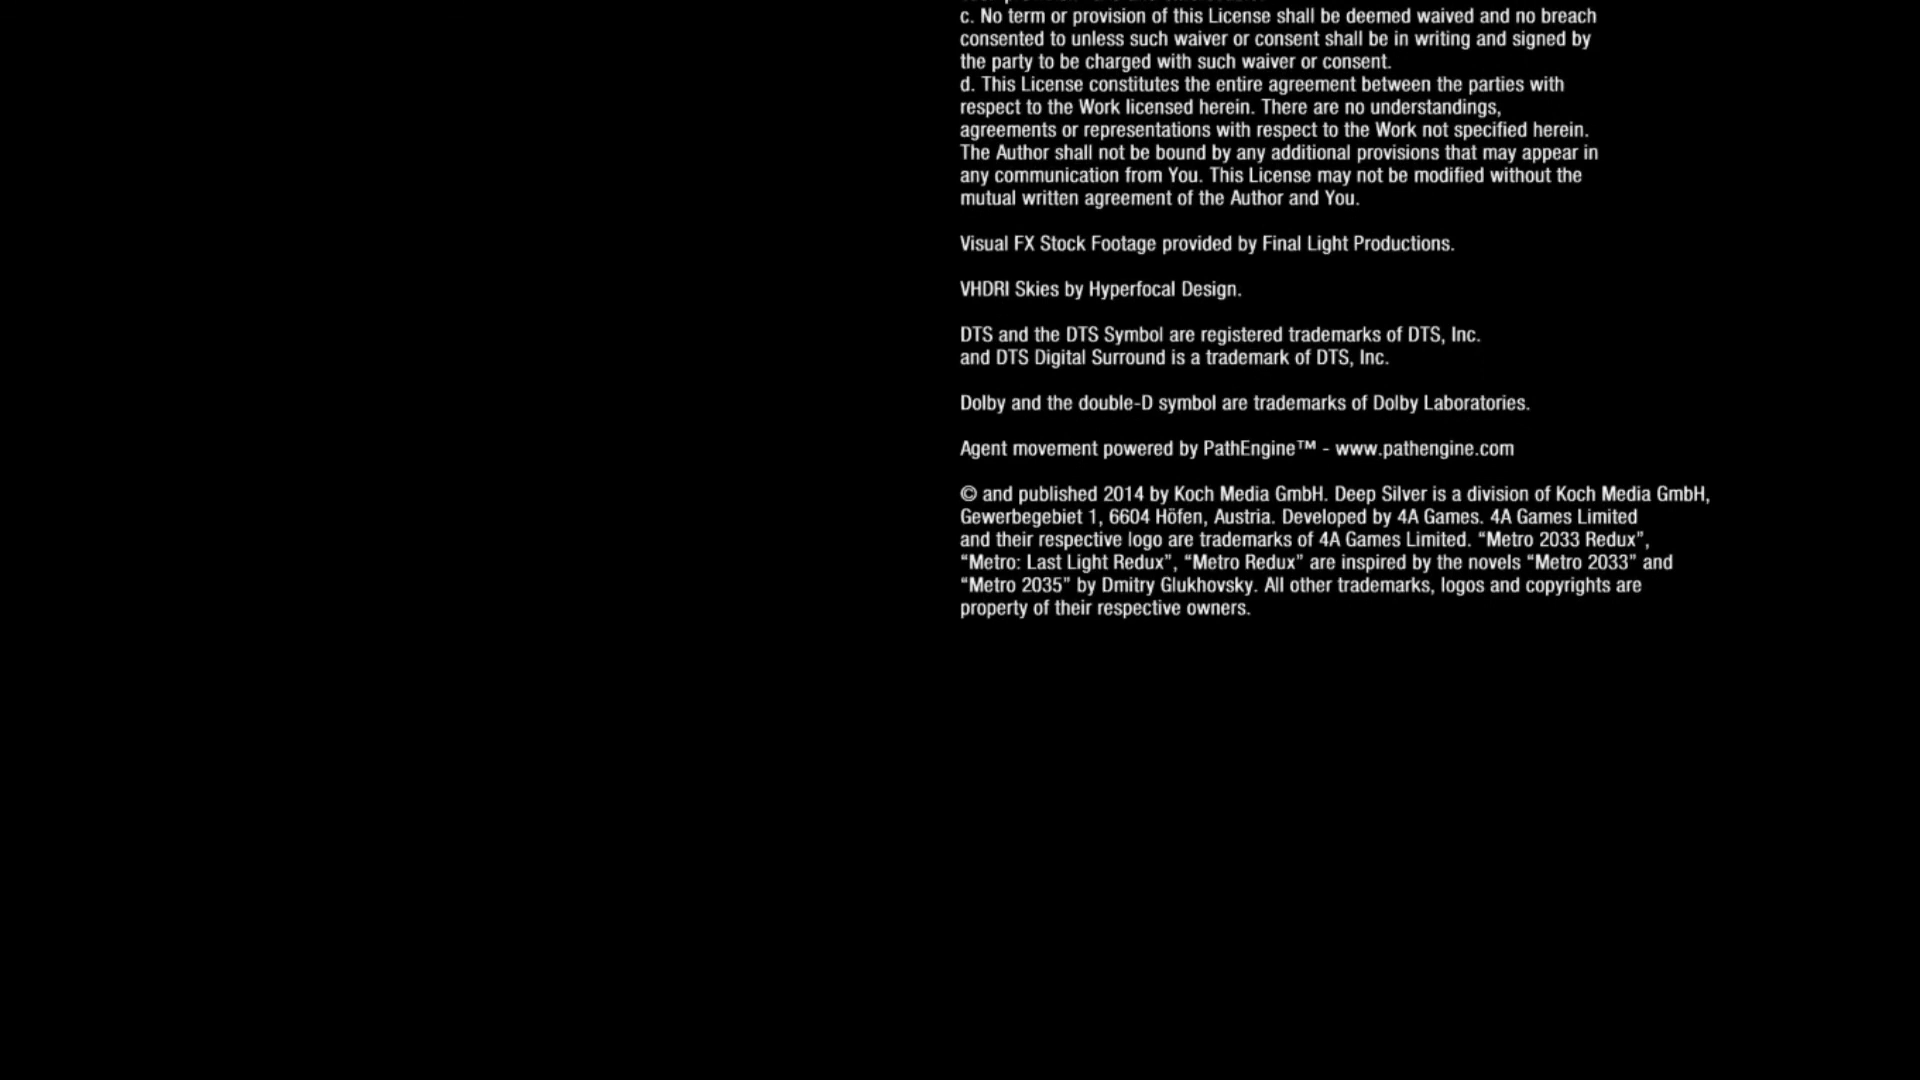 c. No term or provision of this License shall be deemed waived and no breach
consented to unless such waiver or consent shall be in writing and signed by
the party to be charged with such waiver or consent.
d. This License constitutes the entire agreement between the parties with
respect to the Work licensed herein. There are no understandings,
agreements or representations with respect to the Work not specified herein.
The Author shall not be bound by any additional provisions that may appear in
any communication from You. This License may not be modified without the
mutual written agreement of the Author and You.
Visual FX Stock Footage provided by Final Light Productions.
VHDRI Skies by Hyperfocal Design.
DTS and the DTS Symbol are registered trademarks of DTS, Inc.
and DTS Digital Surround is a trademark of DTS, Inc.
Dolby and the double-D symbol are trademarks of Dolby Laboratories.
Agent movement powered by PathEngine™ - www.pathengine.com
© and published 2014 by Koch Media GmbH. Deep Silver is a division of Koch Media GmbH,
Gewerbegebiet 1, 6604 Höfen, Austria. Developed by 4A Games. 4A Games Limited
and their respective logo are trademarks of 4A Games Limited. “Metro 2033 Redux”,
“Metro: Last Light Redux”, “Metro Redux” are inspired by the novels “Metro 2033” and
“Metro 2035” by Dmitry Glukhovsky. All other trademarks, logos and copyrights are
property of their respective owners.